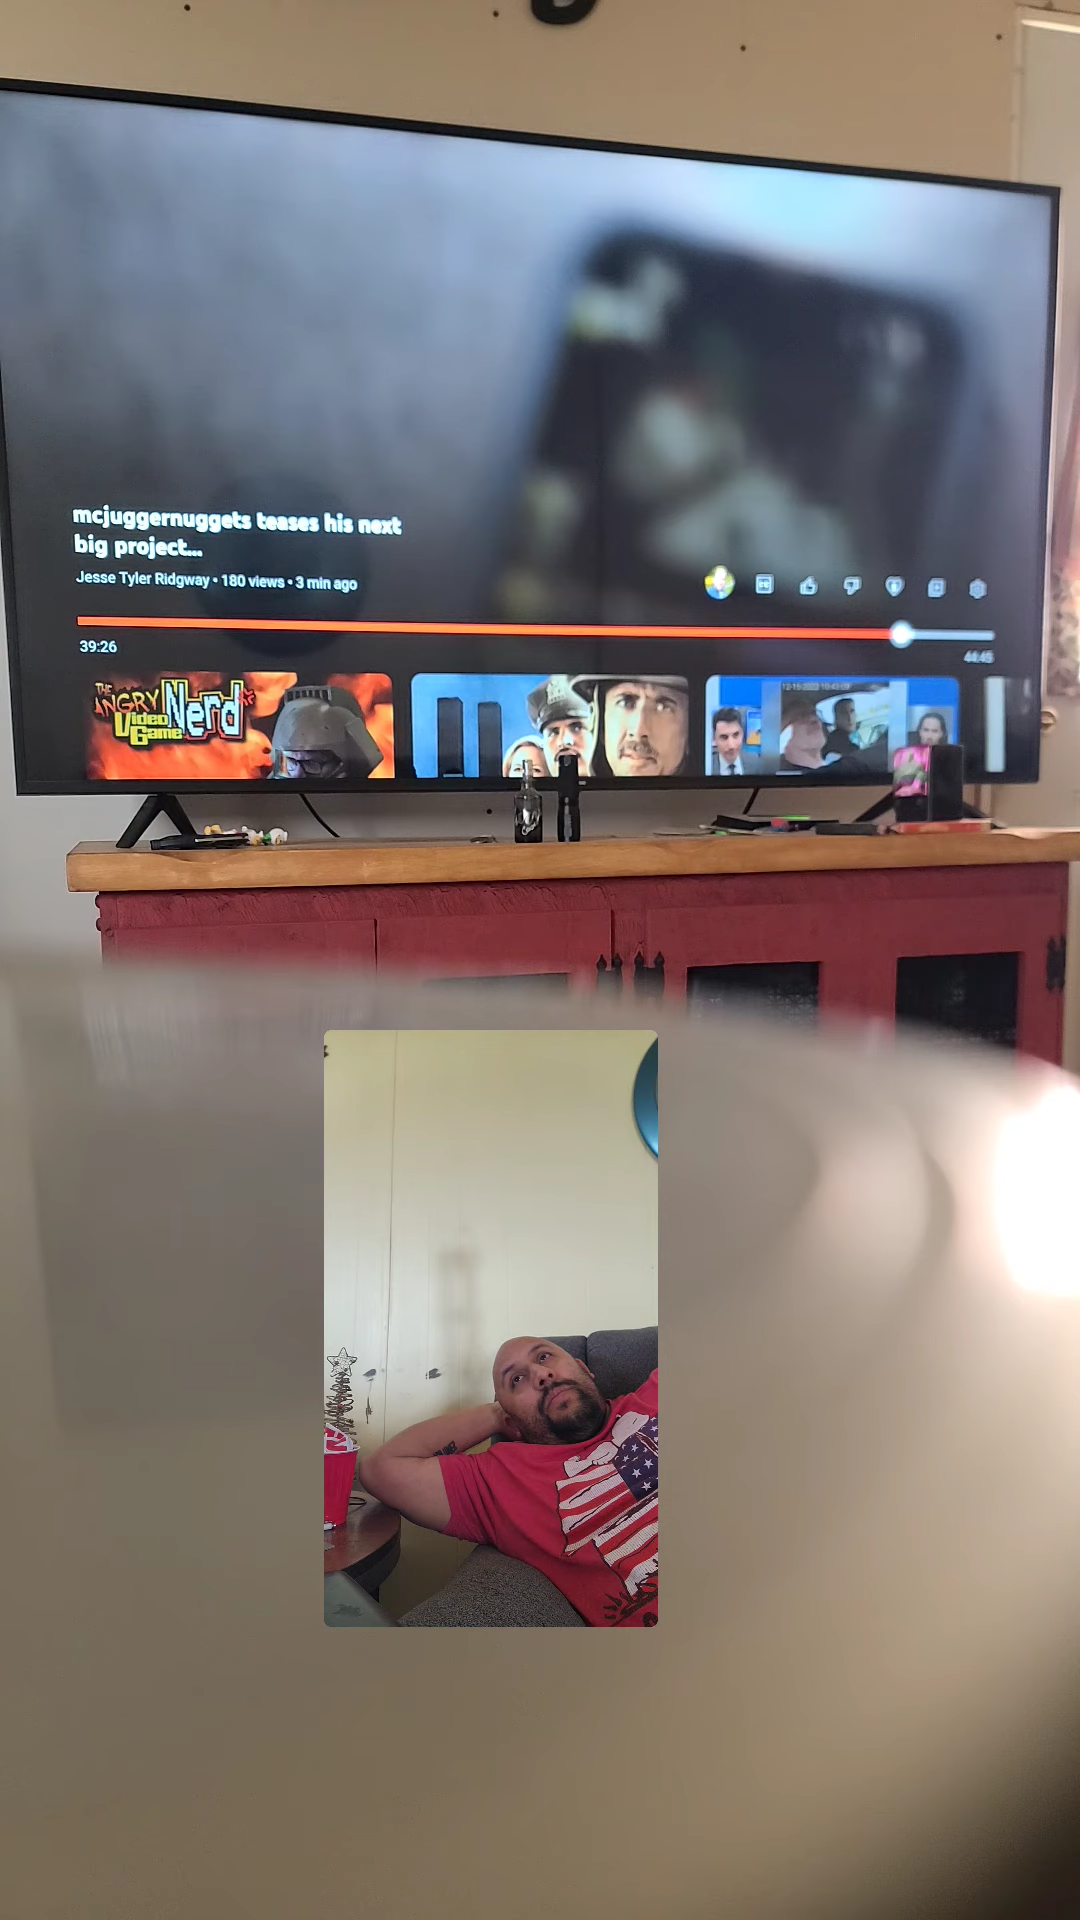 mcjuggernuggets teases his next
big project...
Jesse Tyler Ridgway • 180 views • 3 min ago
39:26
44:45
THE
ANGRY
Video
Game
Nerd